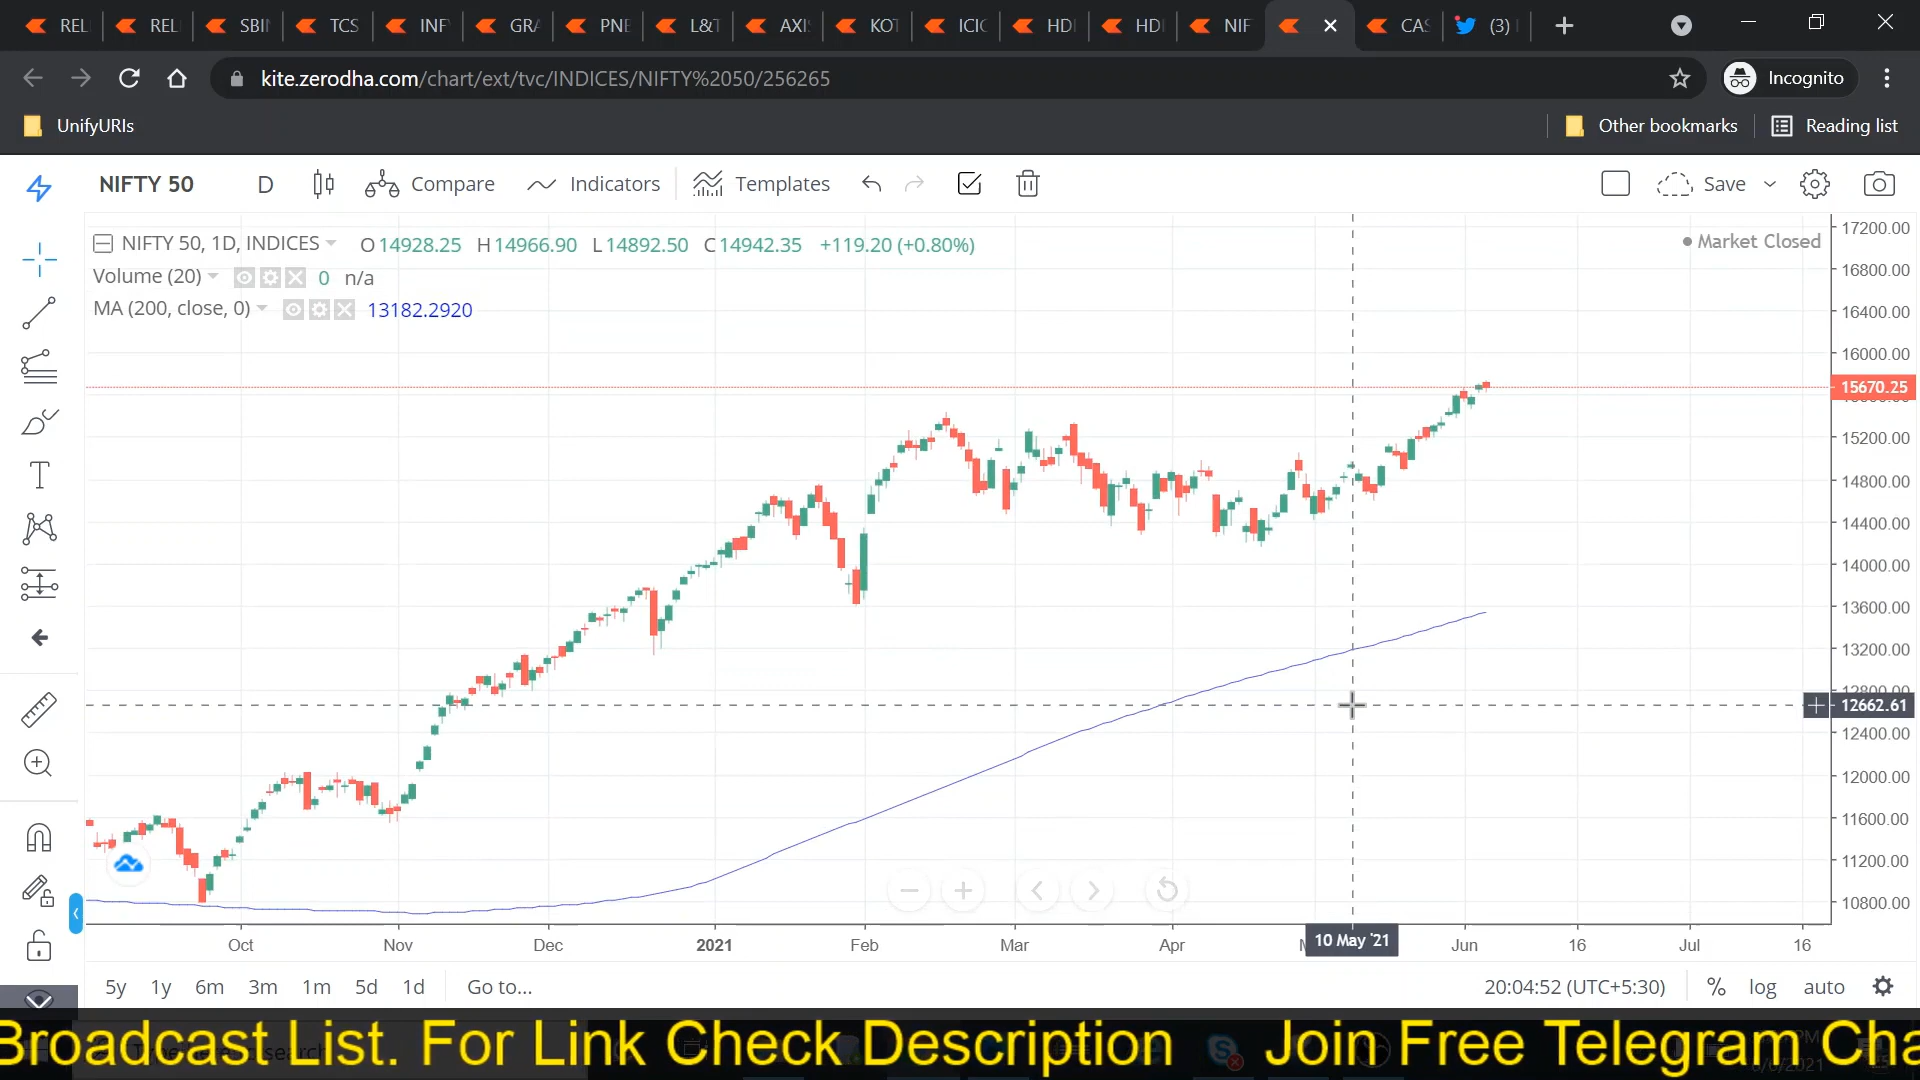 REL REL SBI TCS INF GRA PNE L&T AXI KOT ICIC HDI HDI NIF CAS (3)
kite.zerodha.com/chart/ext/tvc/INDICES/NIFTY%2050/256265 Incognito
UnifyURIs Other bookmarks Reading list
NIFTY 50 D Compare Indicators Templates Save
NIFTY 50, 1D, INDICES O14928.25 H14966.90 L14892.50 C14942.35 +119.20 (+0.80%) Market Closed
Volume (20) 0 n/a
MA (200, close, 0) 13182.2920
17200.00
16800.00
16400.00
16000.00
15670.25
15200.00
14800.00
14400.00
14000.00
13600.00
13200.00
12800.00
12662.61
12400.00
12000.00
11600.00
11200.00
10800.00
Oct Nov Dec 2021 Feb Mar Apr 10 May '21 Jun 16 Jul 16
5y 1y 6m 3m 1m 5d 1d Go to... 20:04:52 (UTC+5:30) % log auto
Broadcast List. For Link Check Description Join Free Telegram Cha